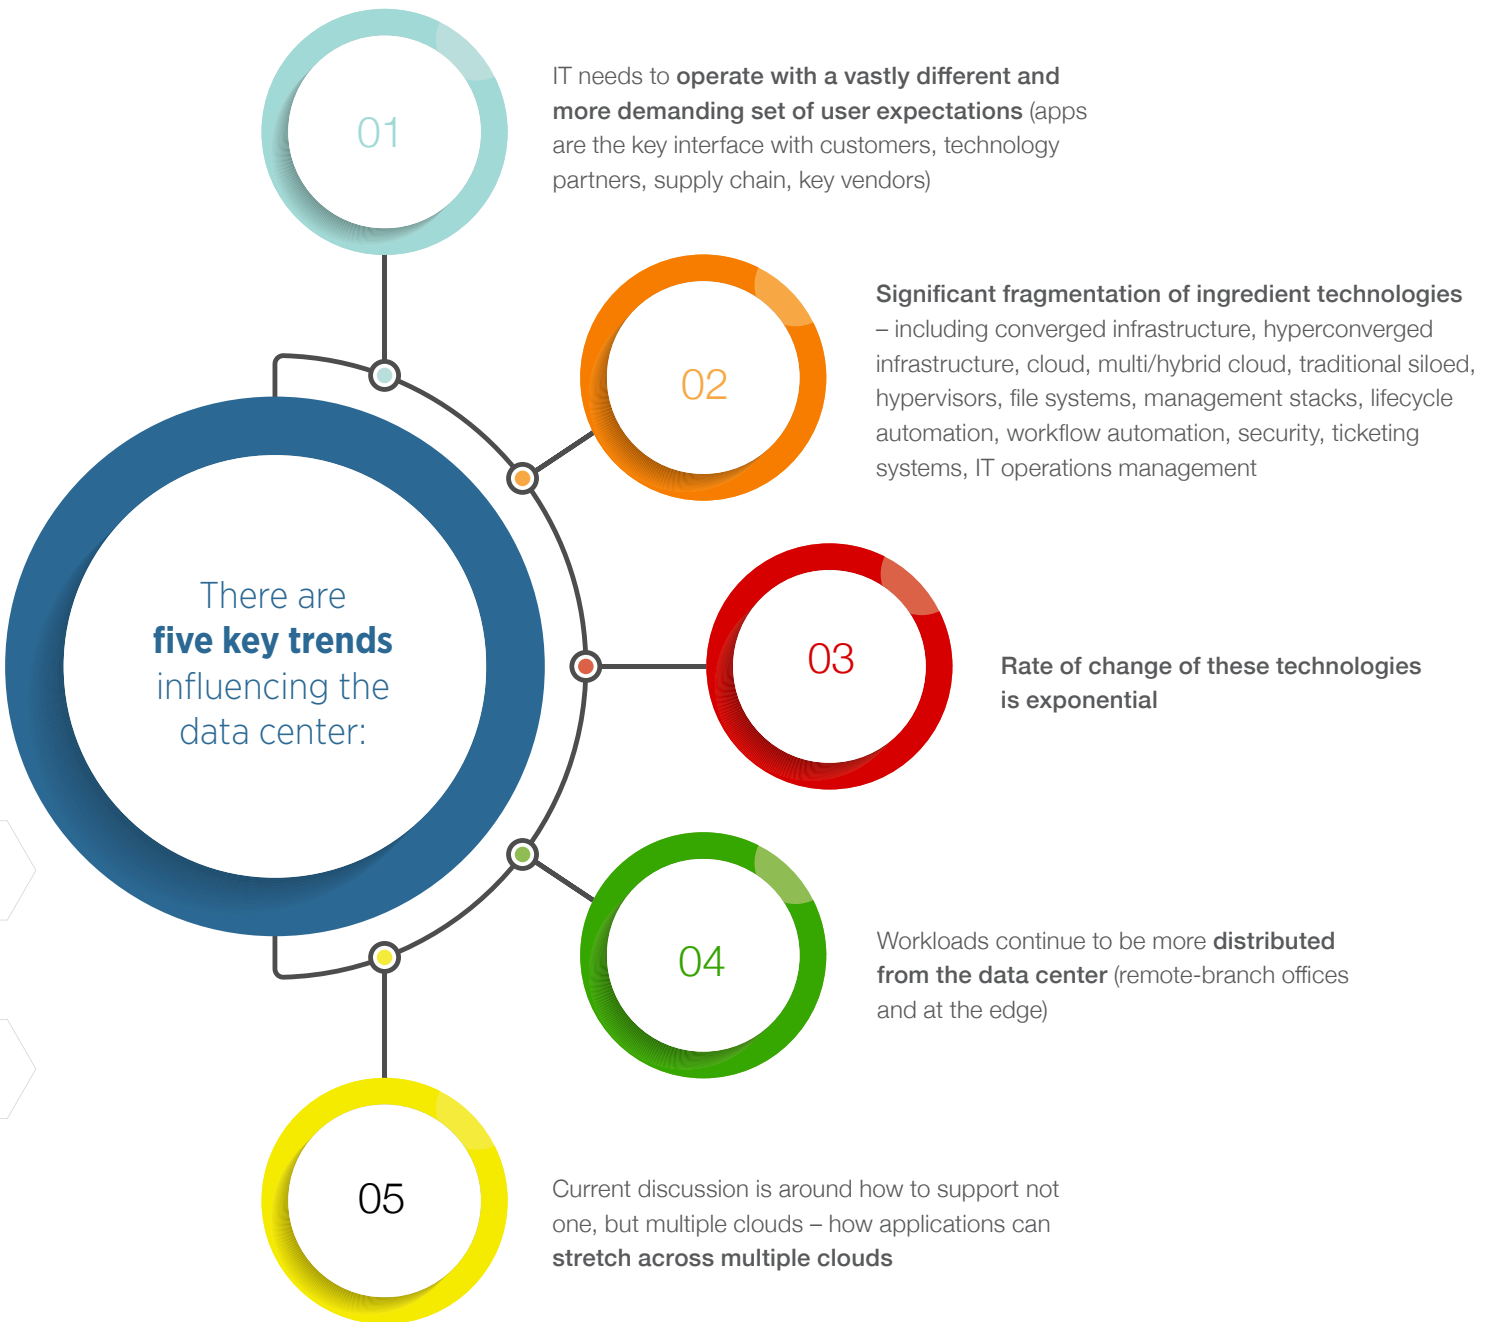 01
IT needs to operate with a vastly different and
more demanding set of user expectations (apps
are the key interface with customers, technology
partners, supply chain, key vendors)
02
Significant fragmentation of ingredient technologies
– including converged infrastructure, hyperconverged
infrastructure, cloud, multi/hybrid cloud, traditional siloed,
hypervisors, file systems, management stacks, lifecycle
automation, workflow automation, security, ticketing
systems, IT operations management
There are
five key trends
influencing the
data center:
03
Rate of change of these technologies
is exponential
04
Workloads continue to be more distributed
from the data center (remote-branch offices
and at the edge)
05
Current discussion is around how to support not
one, but multiple clouds – how applications can
stretch across multiple clouds